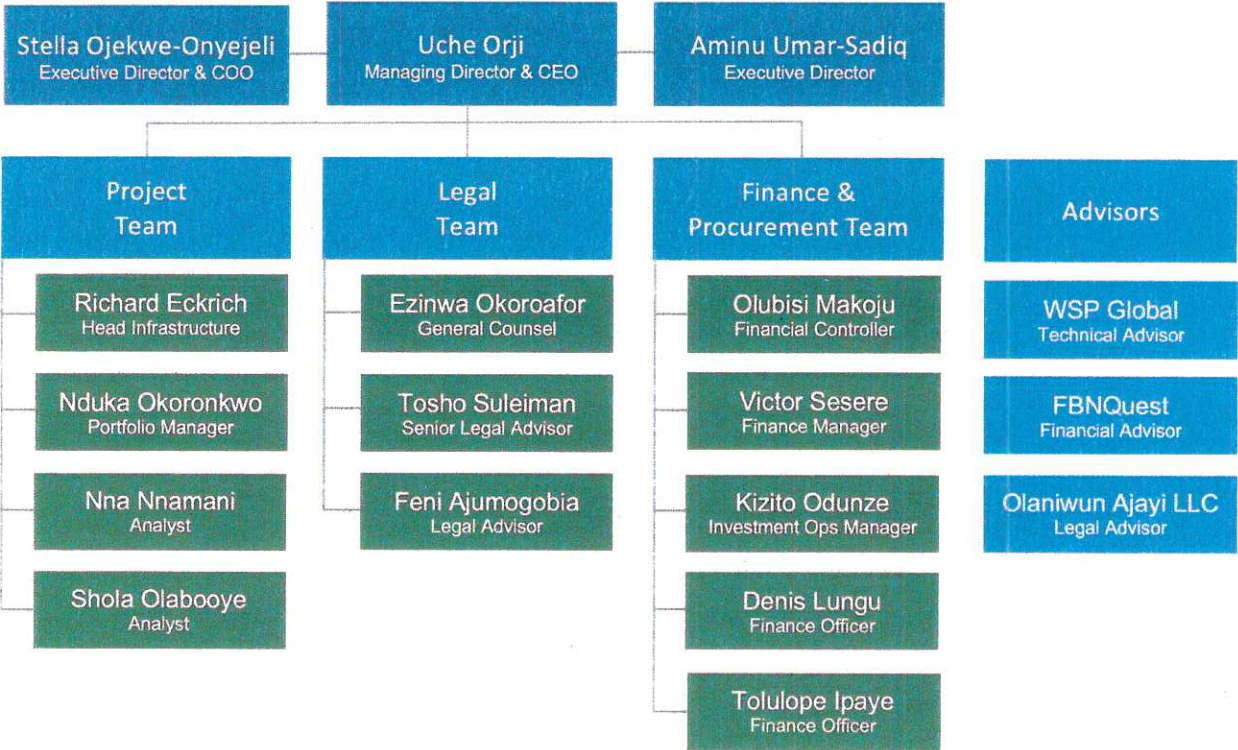 Stella Ojekwe-Onyejeli
Executive Director & COO
Uche Orji
Managing Director & CEO
Aminu Umar-Sadiq
Executive Director
Project
Team
Richard Eckrich
Head Infrastructure
Nduka Okoronkwo
Portfolio Manager
Nna Nnamani
Analyst
Shola Olabooye
Analyst
Legal
Team
Ezinwa Okoroafor
General Counsel
Tosho Suleiman
Senior Legal Advisor
Feni Ajumogobia
Legal Advisor
Finance &
Procurement Team
Olubisi Makoju
Financial Controller
Victor Sesere
Finance Manager
Kizito Odunze
Investment Ops Manager
Denis Lungu
Finance Officer
Tolulope Ipaye
Finance Officer
Advisors
WSP Global
Technical Advisor
FBNQuest
Financial Advisor
Olaniwun Ajayi LLC
Legal Advisor